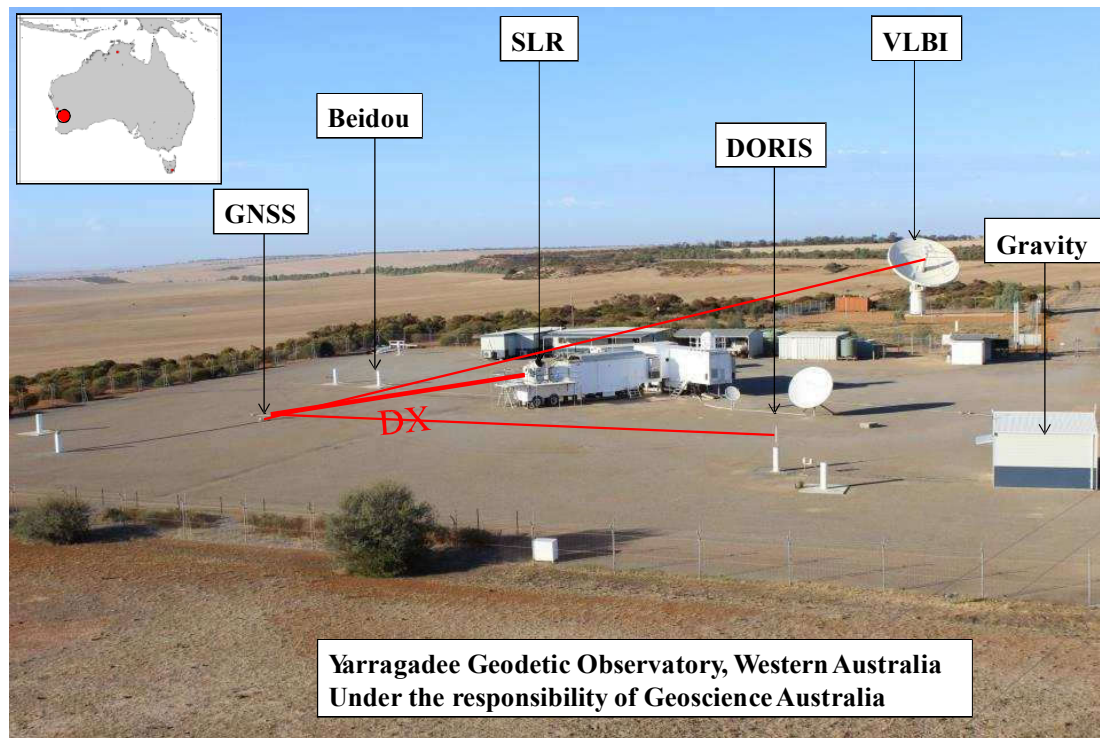 SLR
VLBI
Beidou
DORIS
GNSS
Gravity
DX
Yarragadee Geodetic Observatory, Western Australia
Under the responsibility of Geoscience Australia